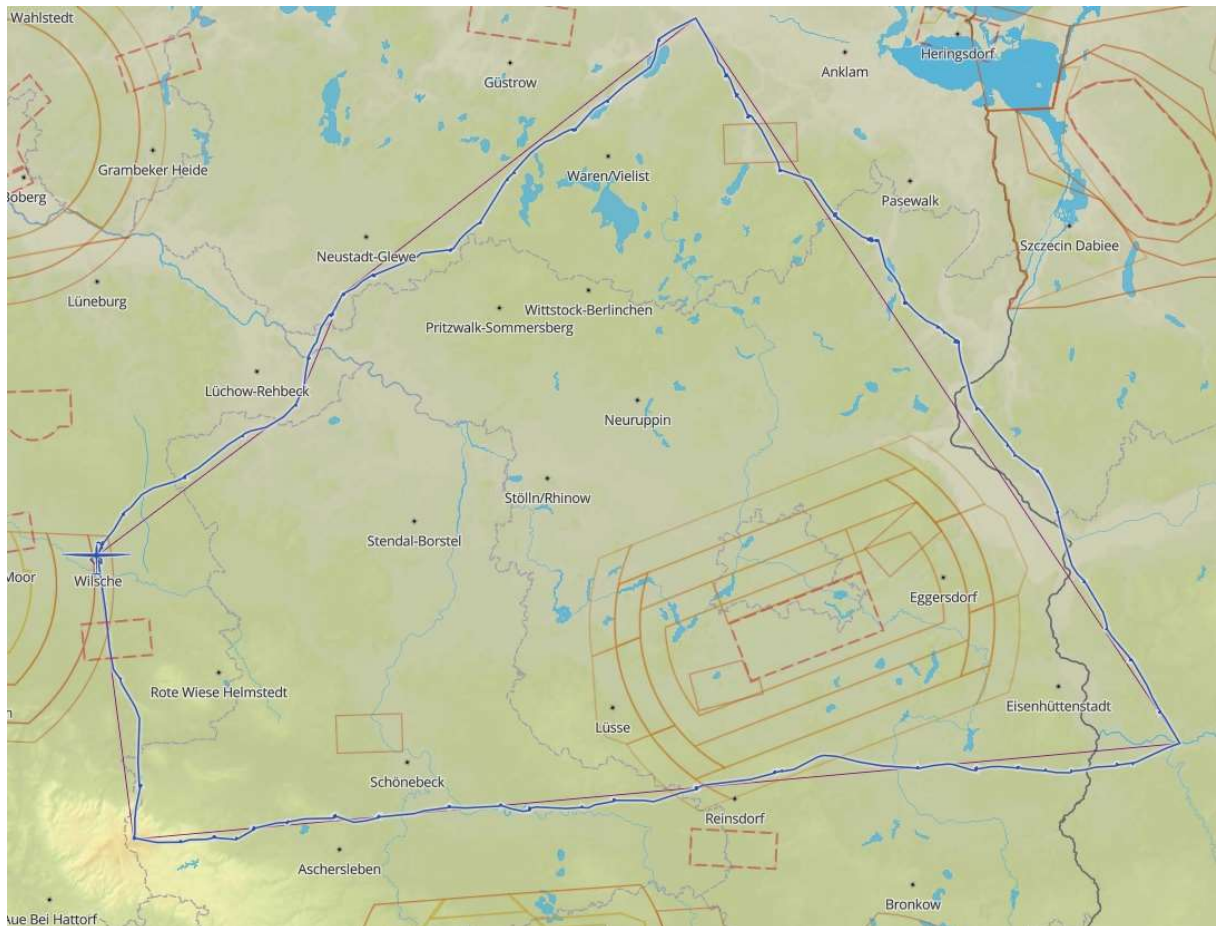 Wahlstedt
Heringsdorf
Anklam
Güstrow
Grambeker Heide
Waren/Vielist
Boberg
Pasewalk
Szczecin Dabiee
Neustadt-Glewe
Lüneburg
Wittstock-Berlinchen
Pritzwalk-Sommersberg
Lüchow-Rehbeck
Neuruppin
Stölln/Rhinow
Stendal-Borstel
Moor
Wilsche
Eggersdorf
Rote Wiese Helmstedt
Eisenhüttenstadt
n
Lüsse
Schönebeck
Reinsdorf
Aschersleben
Bronkow
Aue Bei Hattorf